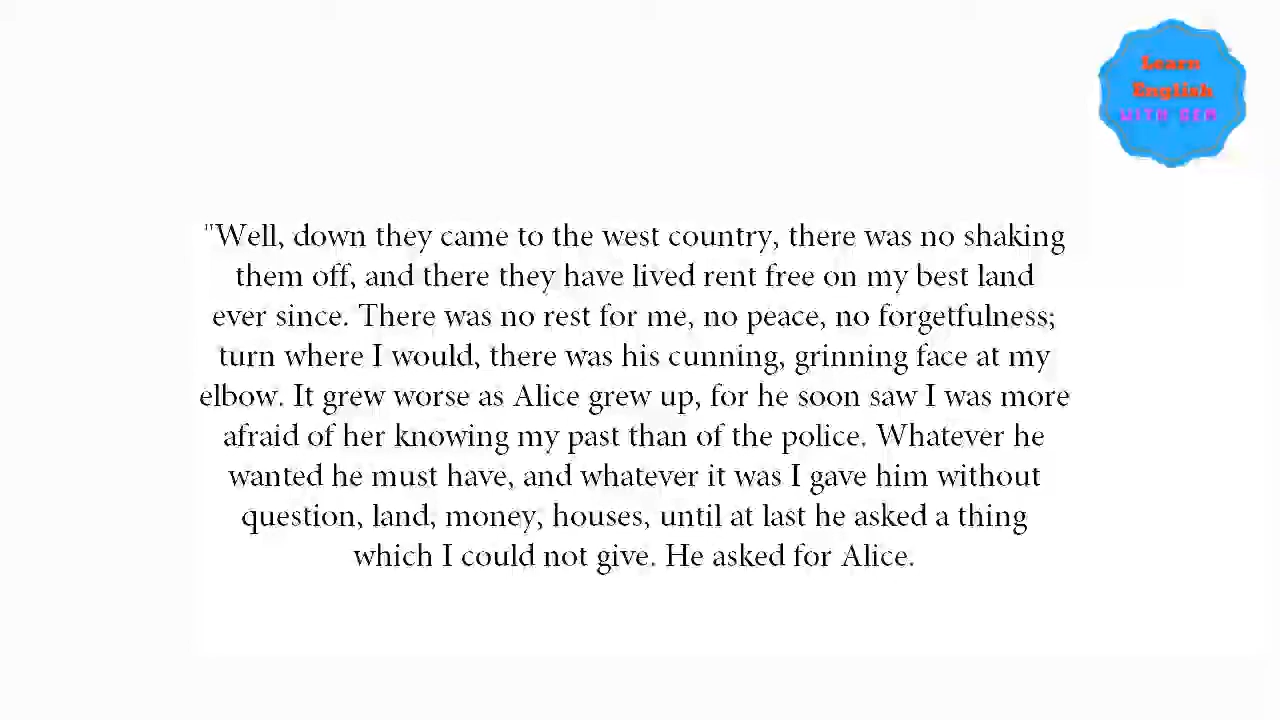 Learn
English
WITH DEM
"Well, down they came to the west country, there was no shaking
them off, and there they have lived rent free on my best land
ever since. There was no rest for me, no peace, no forgetfulness;
turn where I would, there was his cunning, grinning face at my
elbow. It grew worse as Alice grew up, for he soon saw I was more
afraid of her knowing my past than of the police. Whatever he
wanted he must have, and whatever it was I gave him without
question, land, money, houses, until at last he asked a thing
which I could not give. He asked for Alice.